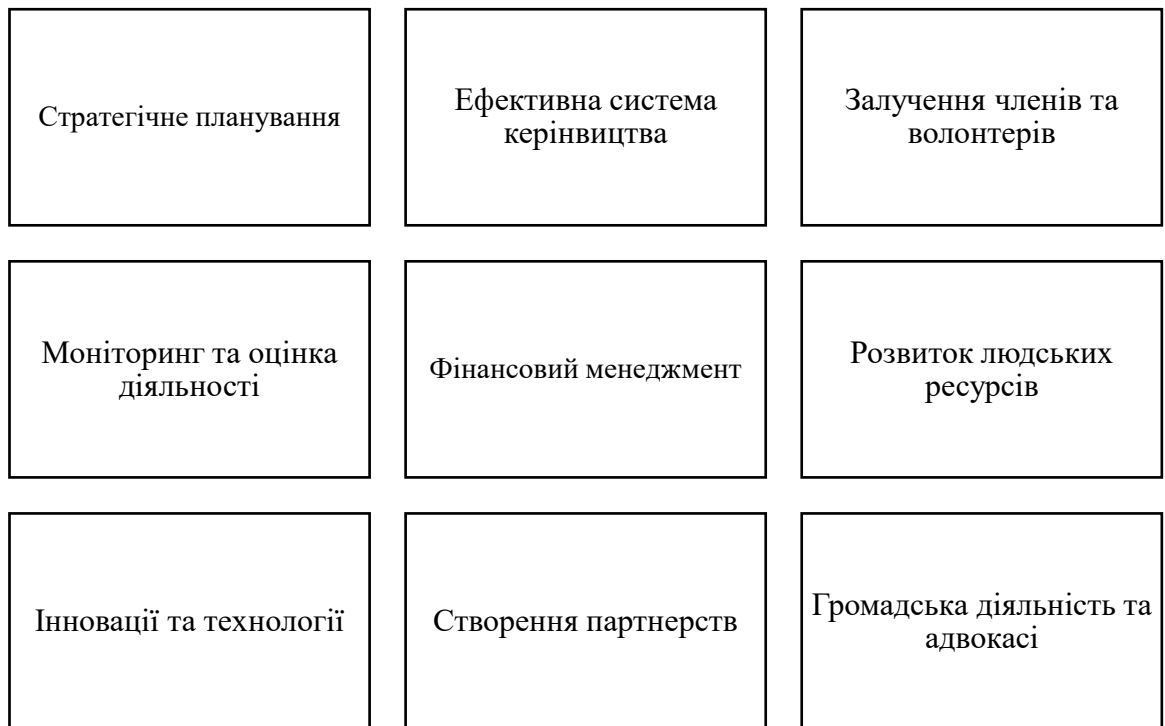 Стратегічне планування
Ефективна система
керінвицтва
Залучення членів та
волонтерів
Моніторинг та оцінка
діяльності
Фінансовий менеджмент
Розвиток людських
ресурсів
Інновації та технології
Створення партнерств
Громадська діяльність та
адвокасі